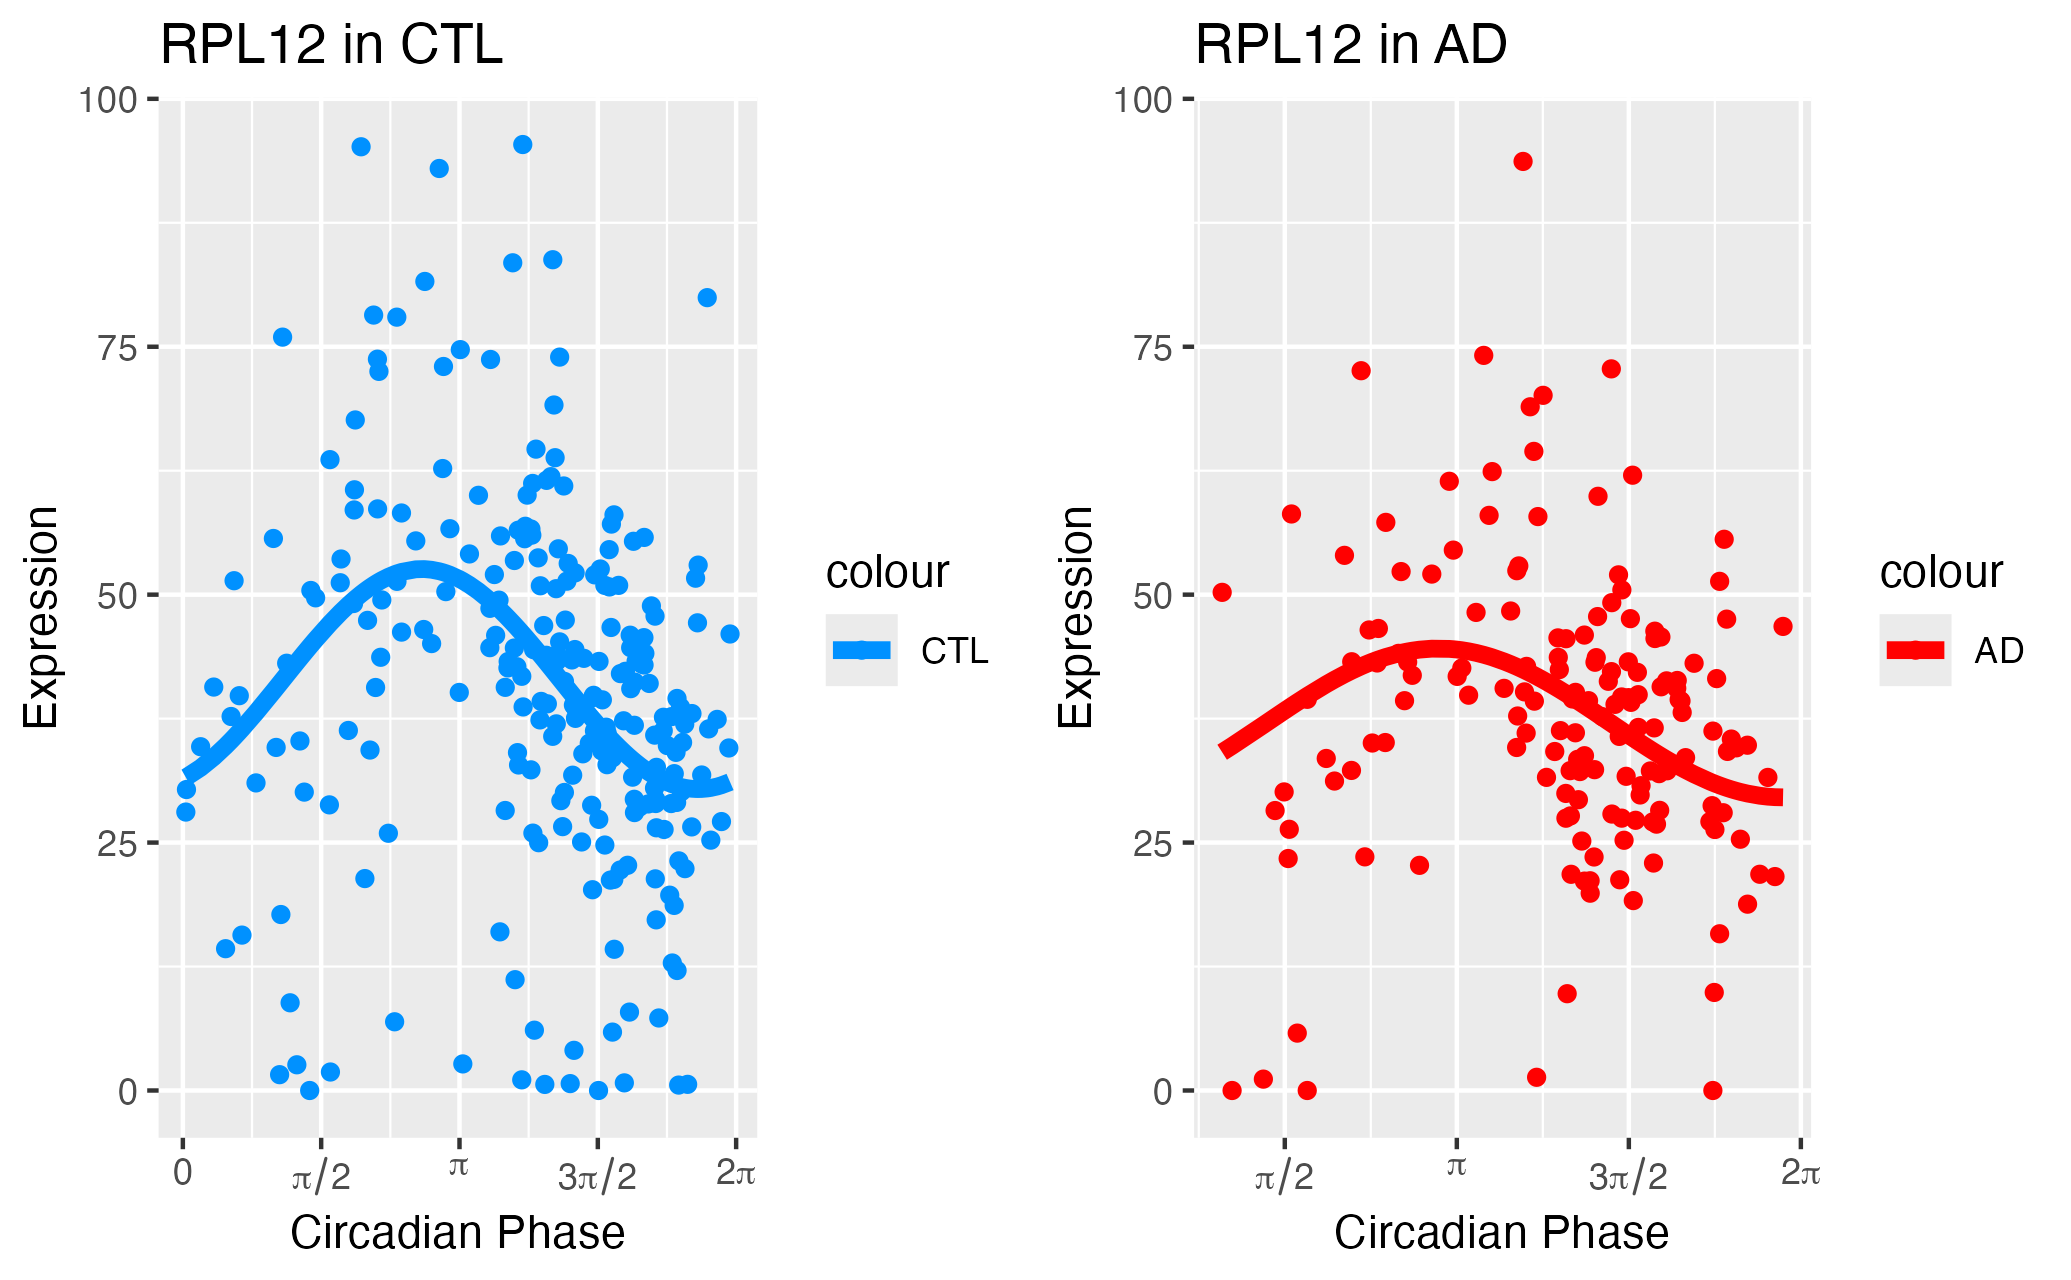 RPL12 in CTL
100
75
50
25
0
Expression
0 π/2 π 3π/2 2π
Circadian Phase
colour
CTL
RPL12 in AD
100
75
50
25
0
Expression
π/2 π 3π/2 2π
Circadian Phase
colour
AD